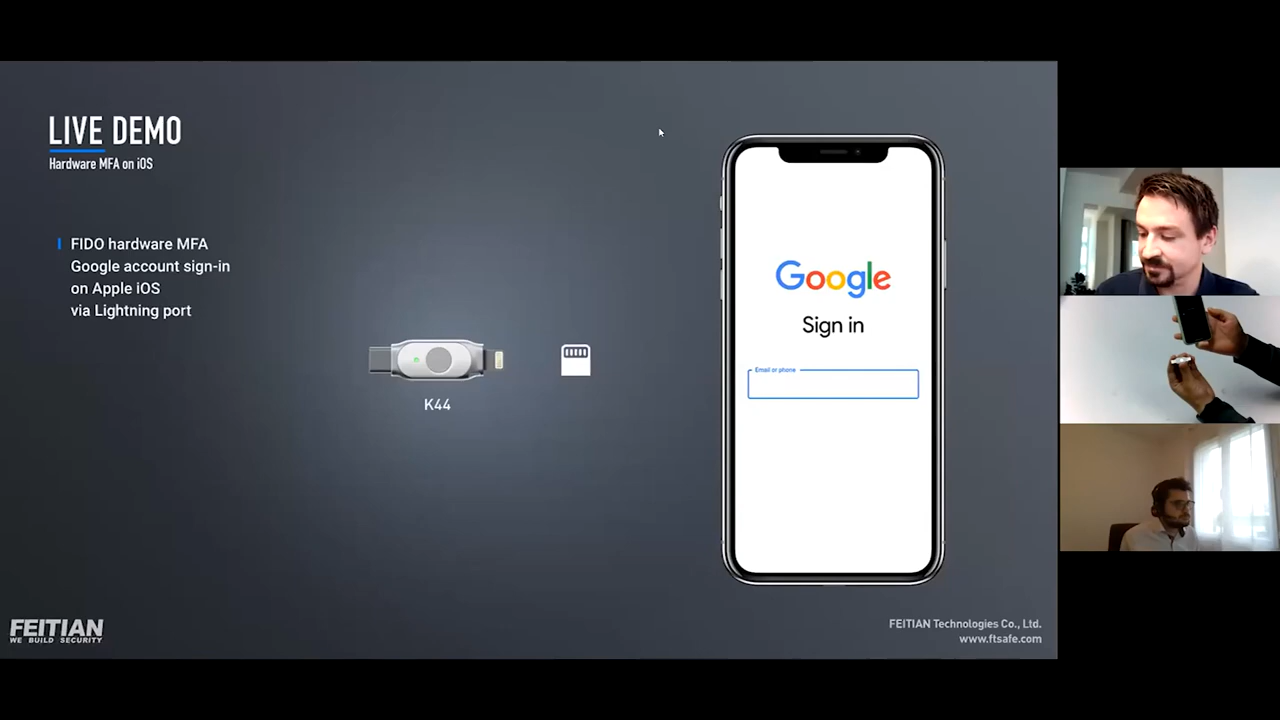 LIVE DEMO
Hardware MFA on iOS
FIDO hardware MFA
Google account sign-in
on Apple iOS
via Lightning port
K44
Google
Sign in
Email or phone
FEITIAN
WE BUILD SECURITY
FEITIAN Technologies Co., Ltd.
www.ftsafe.com